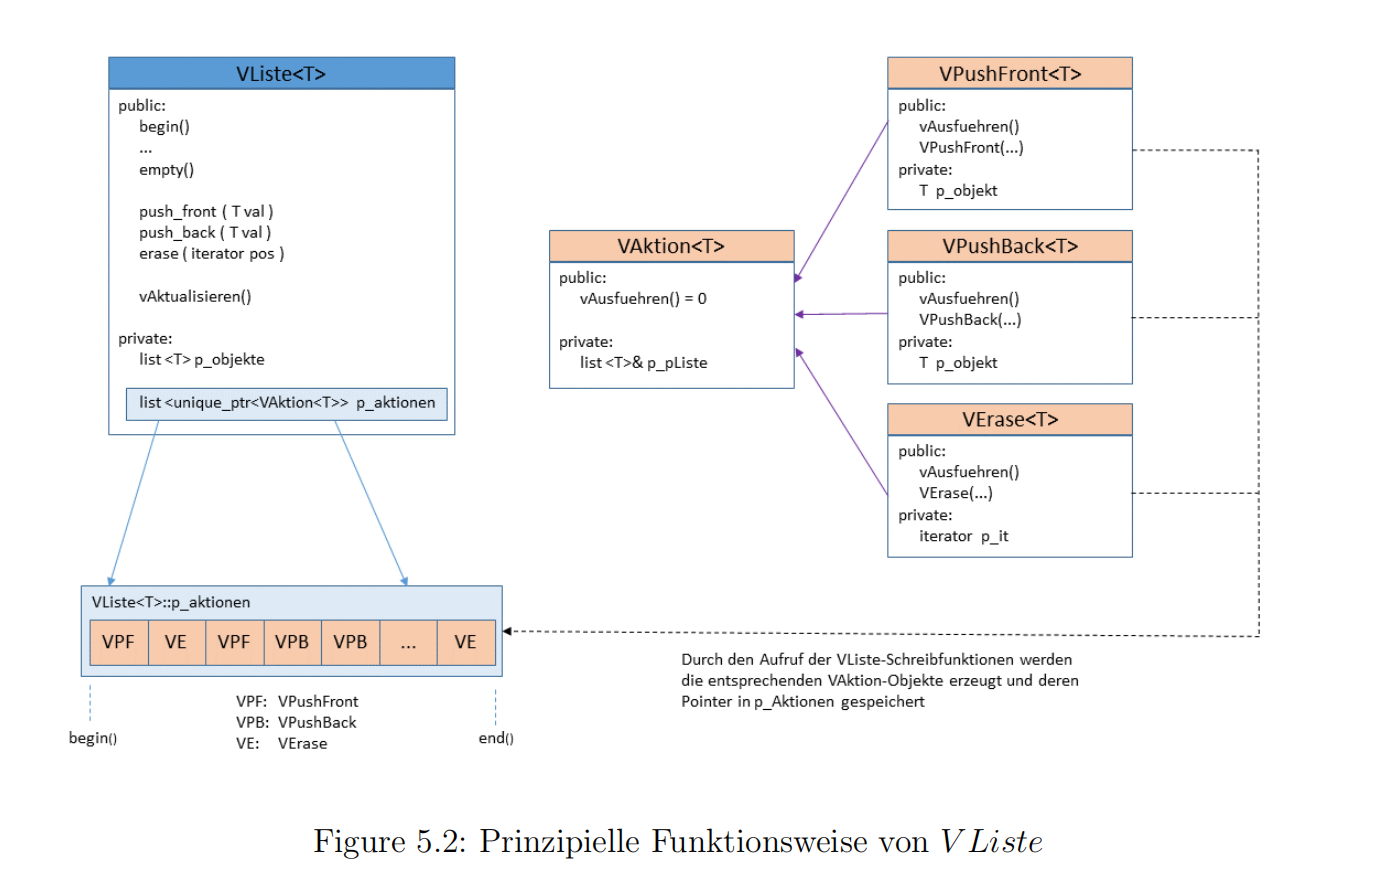 VListe<T>
public:
begin()
...
empty()
push_front ( T val )
push_back ( T val )
erase ( iterator pos )
vAktualisieren()
private:
list <T> p_objekte
list <unique_ptr<VAktion<T>> p_aktionen
VAktion<T>
public:
vAusfuehren() = 0
private:
list <T>& p_pListe
VPushFront<T>
public:
vAusfuehren()
VPushFront(...)
private:
T p_objekt
VPushBack<T>
public:
vAusfuehren()
VPushBack(...)
private:
T p_objekt
VErase<T>
public:
vAusfuehren()
VErase(...)
private:
iterator p_it
VListe<T>::p_aktionen
VPF VE VPF VPB VPB ... VE
begin()
end()
VPF: VPushFront
VPB: VPushBack
VE: VErase
Durch den Aufruf der VListe-Schreibfunktionen werden
die entsprechenden VAktion-Objekte erzeugt und deren
Pointer in p_Aktionen gespeichert
Figure 5.2: Prinzipielle Funktionsweise von VListe